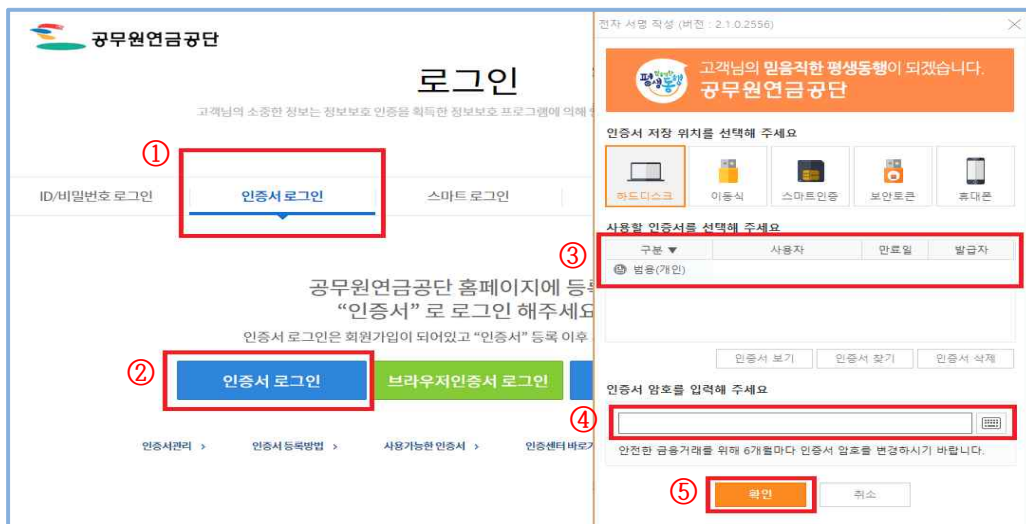 공무원연금공단
로그인
고객님의 소중한 정보는 정보보호 인증을 획득한 정보보호 프로그램에 의해
①
ID/비밀번호 로그인
인증서 로그인
스마트 로그인
공무원연금공단 홈페이지에 등록
“인증서” 로 로그인 해주세요
인증서 로그인은 회원가입이 되어있고 “인증서” 등록 이후
②
인증서 로그인
브라우저인증서 로그인
인증서관리 >
인증서 등록방법 >
사용가능한 인증서 >
인증센터 바로가
전자 서명 작성 (버전 : 2.1.0.2556)
평생동행
고객님의 믿음직한 평생동행이 되겠습니다.
공무원연금공단
인증서 저장 위치를 선택해 주세요
하드디스크
이동식
스마트인증
보안토큰
휴대폰
사용할 인증서를 선택해 주세요
③
구분 ▼
사용자
만료일
발급자
범용(개인)
인증서 보기
인증서 찾기
인증서 삭제
인증서 암호를 입력해 주세요
④
안전한 금융거래를 위해 6개월마다 인증서 암호를 변경하시기 바랍니다.
⑤
확인
취소